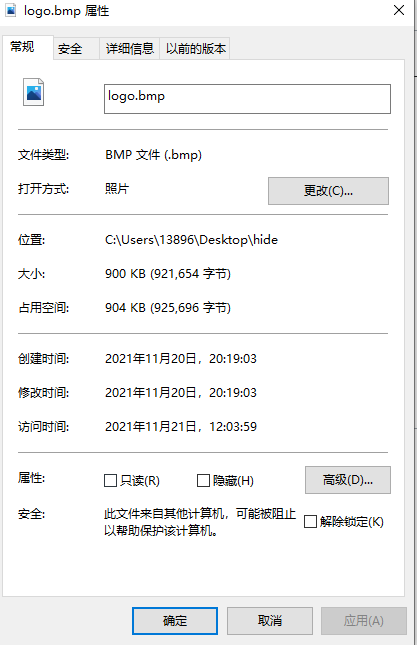 logo.bmp 属性
常规 安全 详细信息 以前的版本
logo.bmp
文件类型: BMP 文件 (.bmp)
打开方式: 照片 更改(C)...
位置: C:\Users\13896\Desktop\hide
大小: 900 KB (921,654 字节)
占用空间: 904 KB (925,696 字节)
创建时间: 2021年11月20日，20:19:03
修改时间: 2021年11月20日，20:19:03
访问时间: 2021年11月21日，12:03:59
属性: 只读(R) 隐藏(H) 高级(D)...
安全: 此文件来自其他计算机，可能被阻止
以帮助保护该计算机。 解除锁定(K)
确定 取消 应用(A)